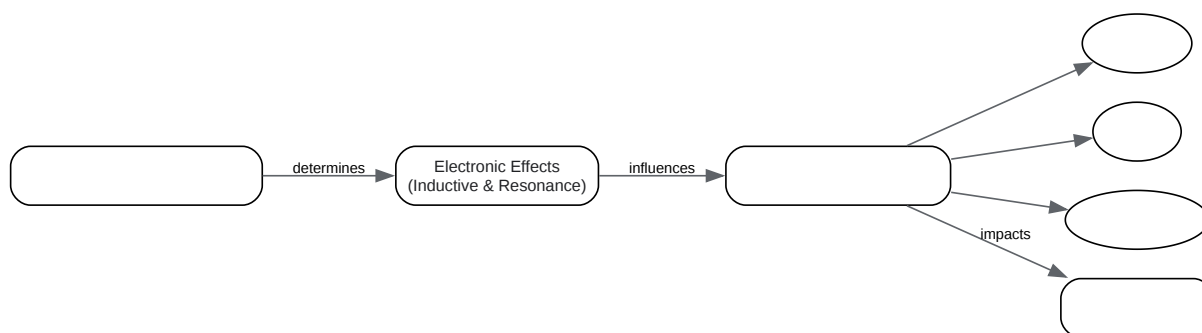 determines
Electronic Effects
(Inductive & Resonance)
influences
impacts